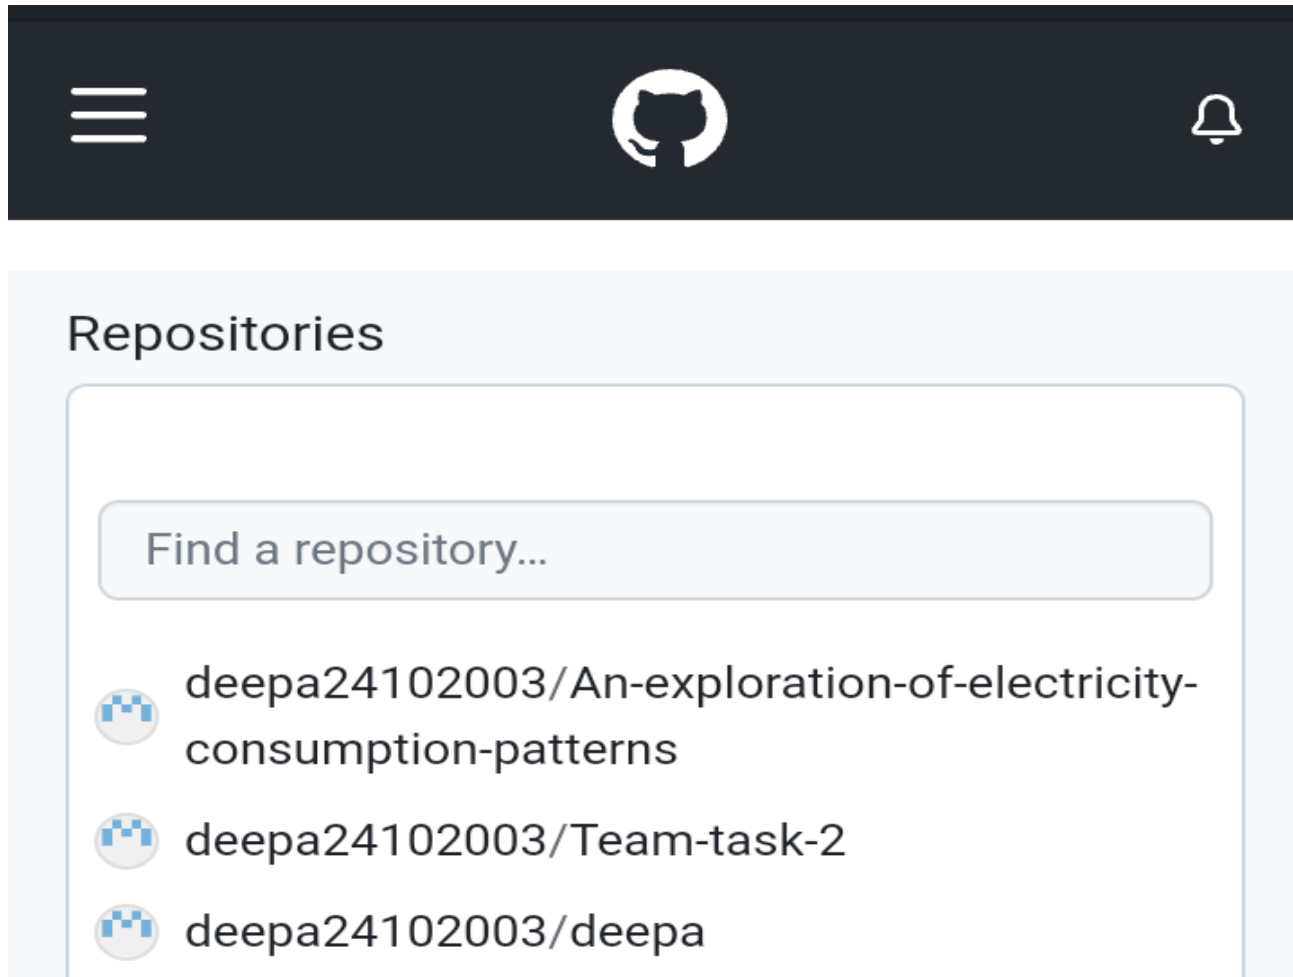 Repositories
Find a repository...
deepa24102003/An-exploration-of-electricity-
consumption-patterns
deepa24102003/Team-task-2
deepa24102003/deepa